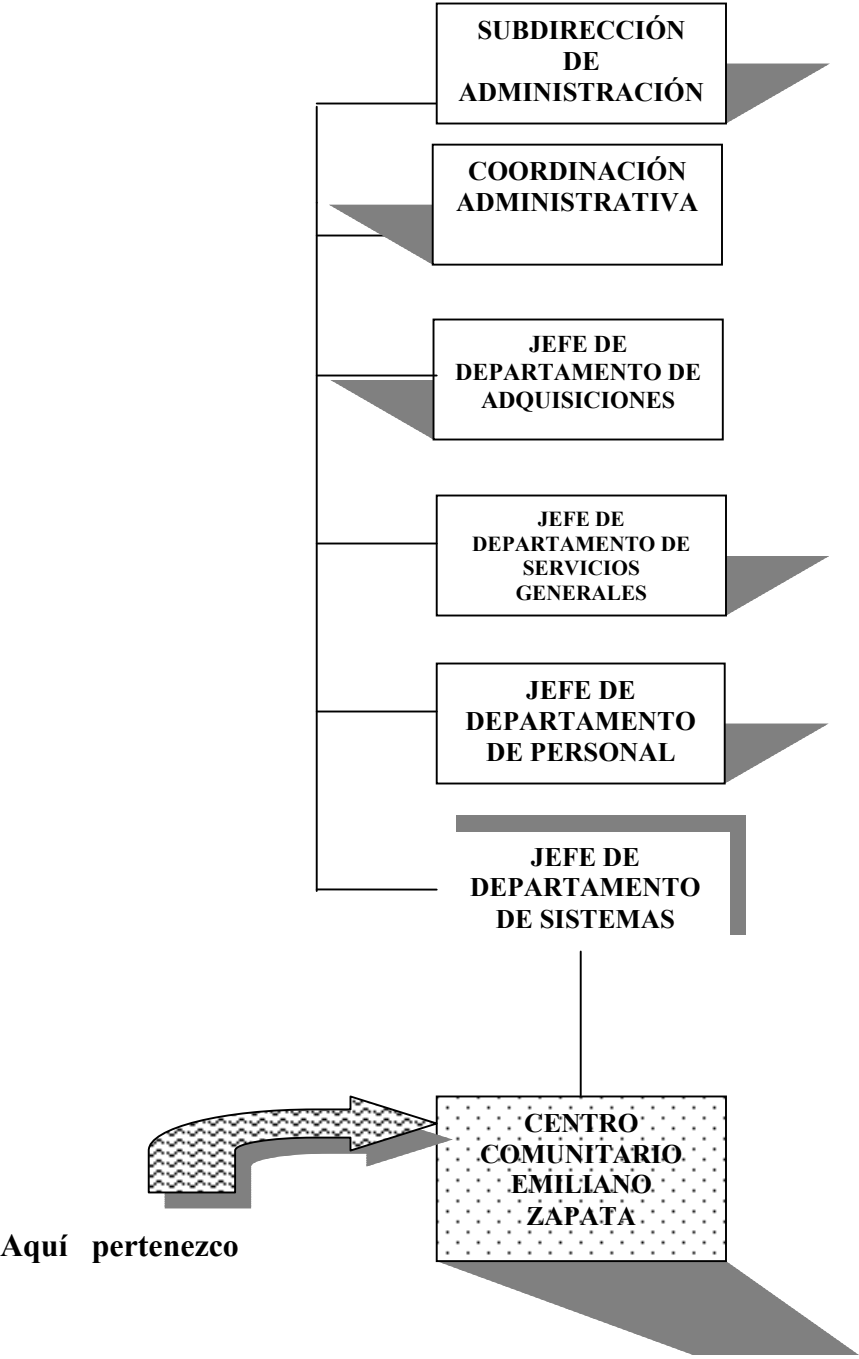 SUBDIRECCIÓN
DE
ADMINISTRACIÓN
COORDINACIÓN
ADMINISTRATIVA
JEFE DE
DEPARTAMENTO DE
ADQUISICIONES
JEFE DE
DEPARTAMENTO DE
SERVICIOS
GENERALES
JEFE DE
DEPARTAMENTO
DE PERSONAL
JEFE DE
DEPARTAMENTO
DE SISTEMAS
CENTRO
COMUNITARIO
EMILIANO
ZAPATA
Aquí pertenezco